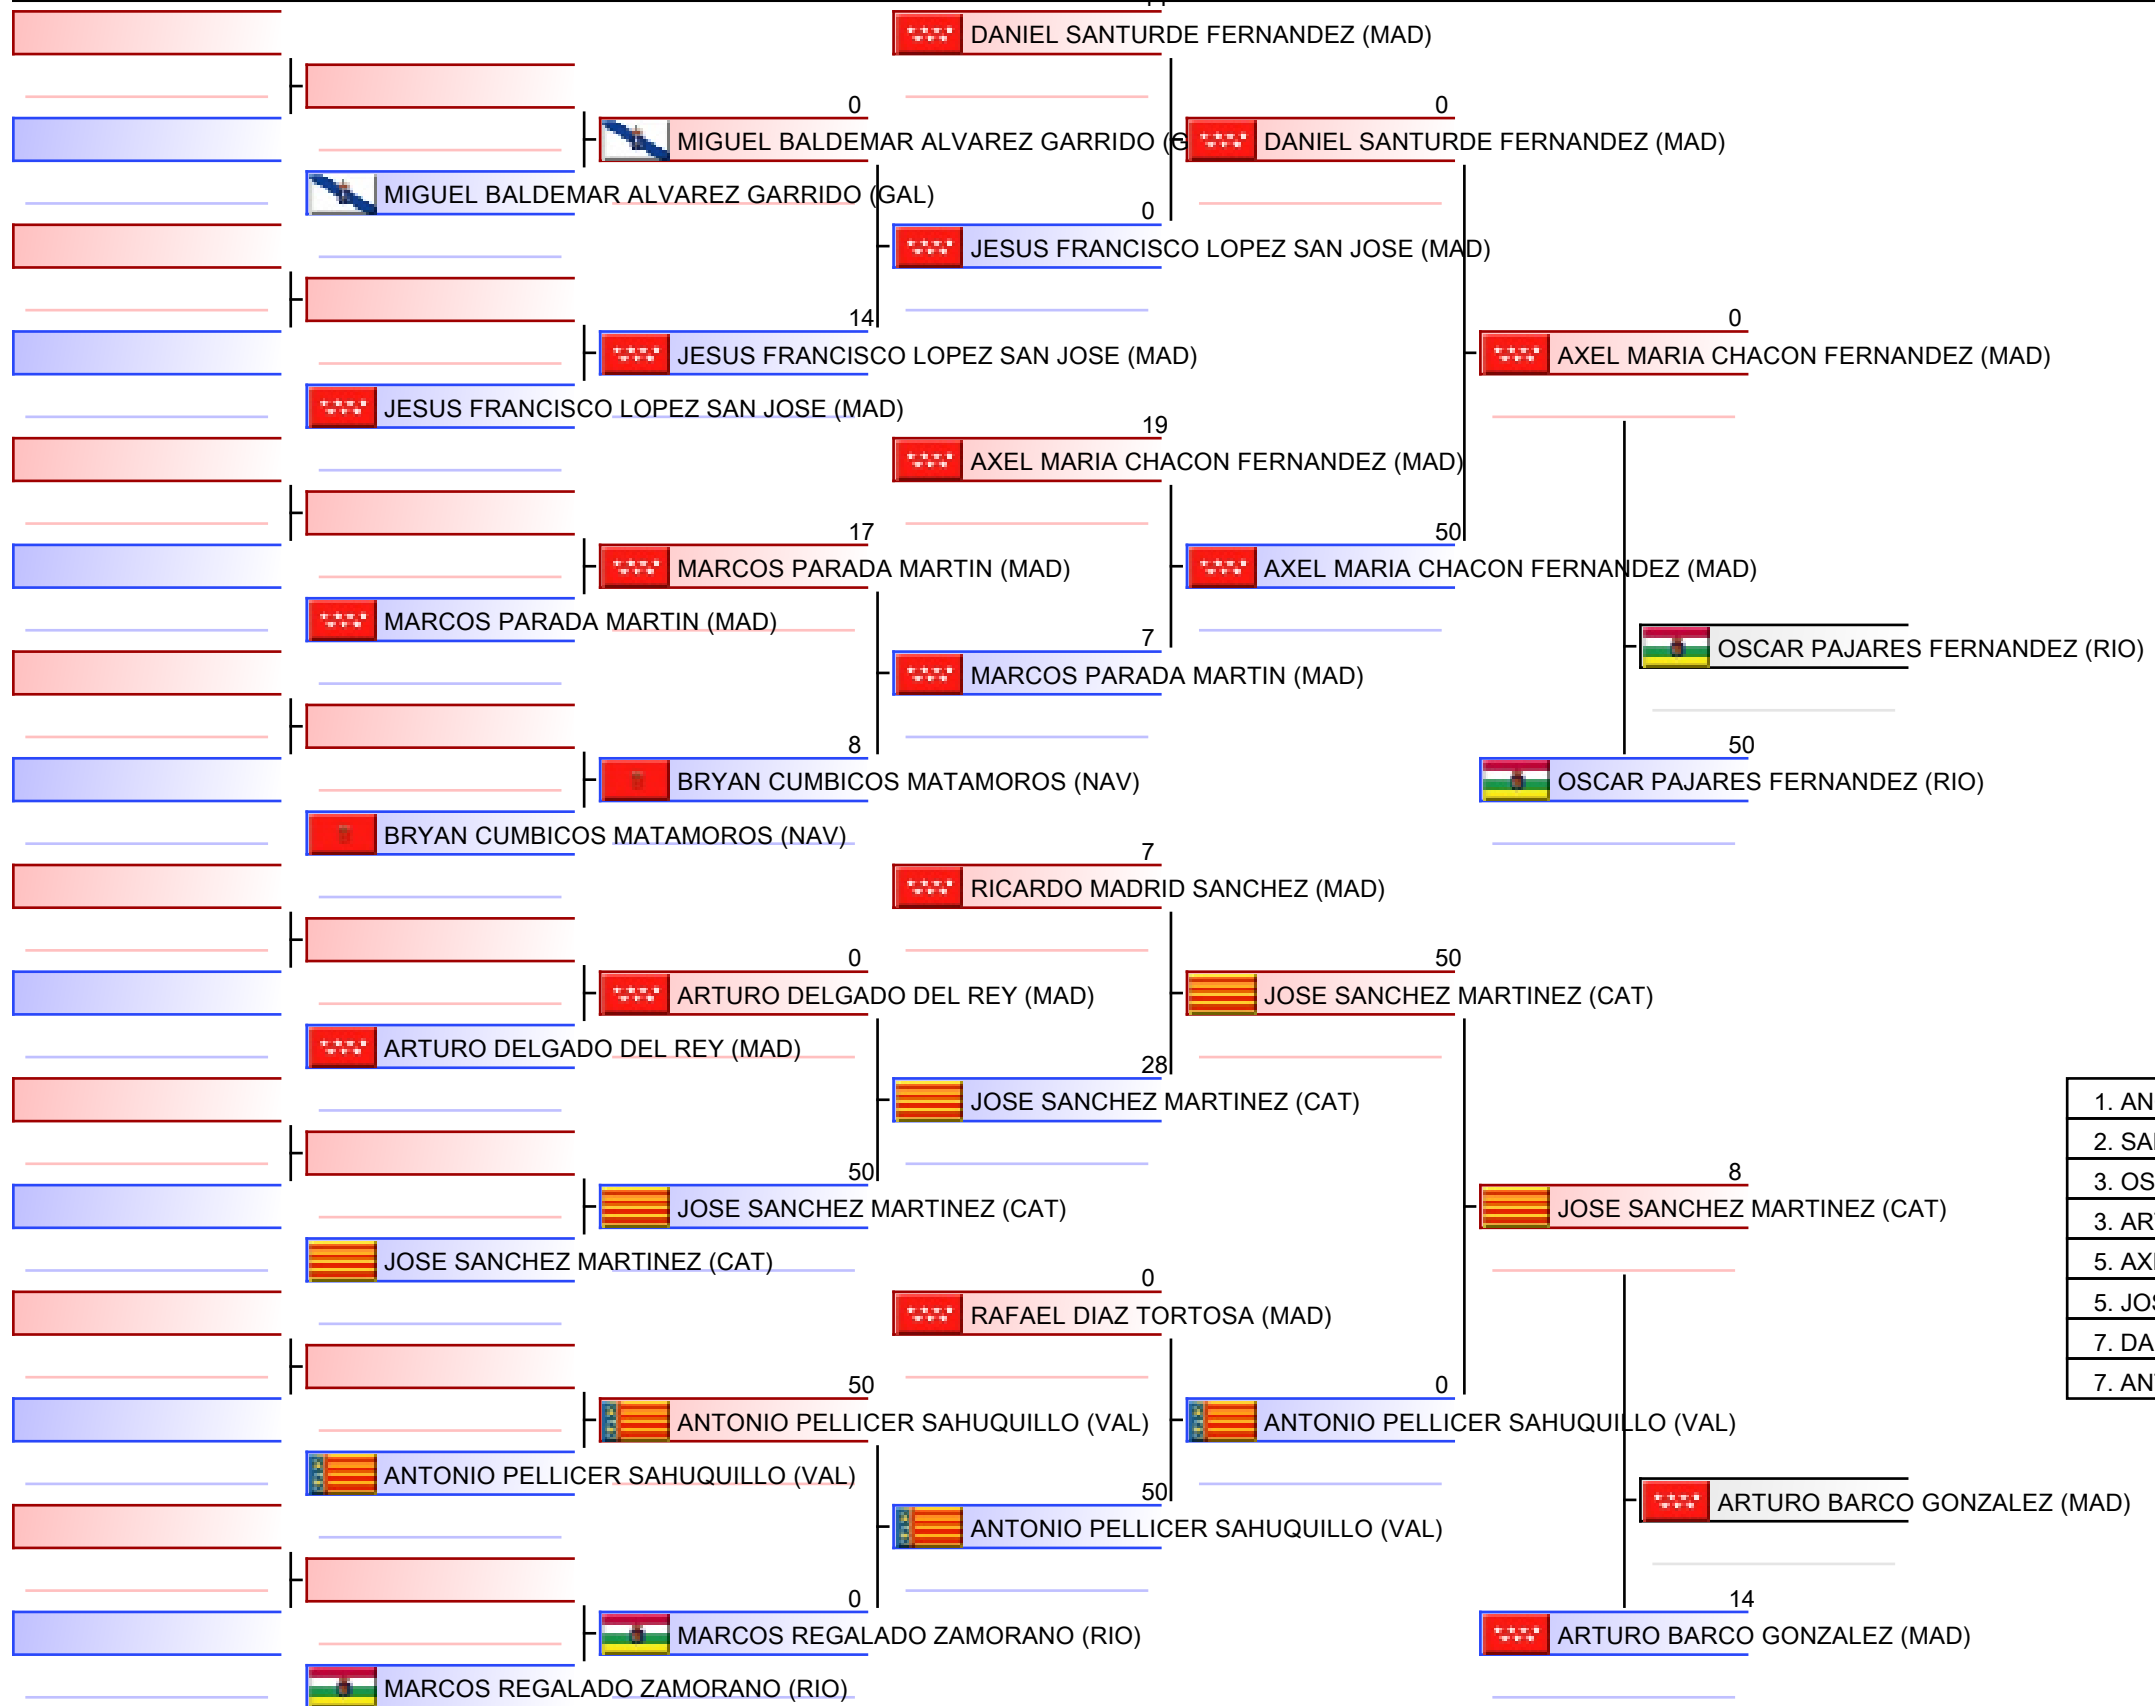 DANIEL SANTURDE FERNANDEZ (MAD)
0
0
MIGUEL BALDEMAR ALVAREZ GARRIDO (G
DANIEL SANTURDE FERNANDEZ (MAD)
MIGUEL BALDEMAR ALVAREZ GARRIDO (GAL)
0
JESUS FRANCISCO LOPEZ SAN JOSE (MAD)
14
0
JESUS FRANCISCO LOPEZ SAN JOSE (MAD)
AXEL MARIA CHACON FERNANDEZ (MAD)
JESUS FRANCISCO LOPEZ SAN JOSE (MAD)
19
AXEL MARIA CHACON FERNANDEZ (MAD)
17
50
MARCOS PARADA MARTIN (MAD)
AXEL MARIA CHACON FERNANDEZ (MAD)
MARCOS PARADA MARTIN (MAD)
7
OSCAR PAJARES FERNANDEZ (RIO)
MARCOS PARADA MARTIN (MAD)
8
50
BRYAN CUMBICOS MATAMOROS (NAV)
OSCAR PAJARES FERNANDEZ (RIO)
BRYAN CUMBICOS MATAMOROS (NAV)
7
RICARDO MADRID SANCHEZ (MAD)
0
50
ARTURO DELGADO DEL REY (MAD)
JOSE SANCHEZ MARTINEZ (CAT)
ARTURO DELGADO DEL REY (MAD)
28
JOSE SANCHEZ MARTINEZ (CAT)
1. AN
2. SA
50
8
3. OS
JOSE SANCHEZ MARTINEZ (CAT)
JOSE SANCHEZ MARTINEZ (CAT)
3. AR
JOSE SANCHEZ MARTINEZ (CAT)
5. AX
0
5. JOS
RAFAEL DIAZ TORTOSA (MAD)
7. DA
50
0
7. AN
ANTONIO PELLICER SAHUQUILLO (VAL)
ANTONIO PELLICER SAHUQUILLO (VAL)
ANTONIO PELLICER SAHUQUILLO (VAL)
50
ARTURO BARCO GONZALEZ (MAD)
ANTONIO PELLICER SAHUQUILLO (VAL)
0
14
MARCOS REGALADO ZAMORANO (RIO)
ARTURO BARCO GONZALEZ (MAD)
MARCOS REGALADO ZAMORANO (RIO)